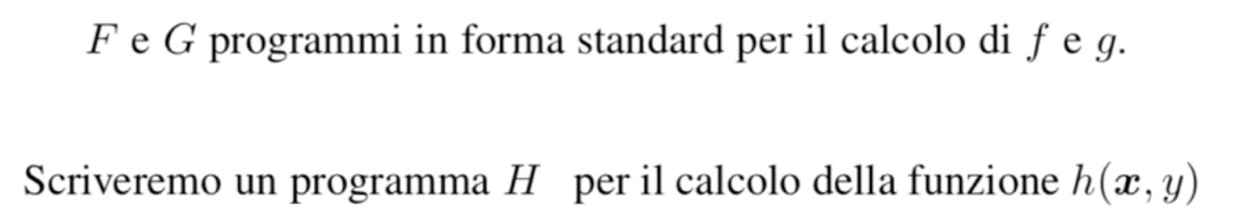 F e G programmi in forma standard per il calcolo di f e g.
Scriveremo un programma H per il calcolo della funzione h(x, y)